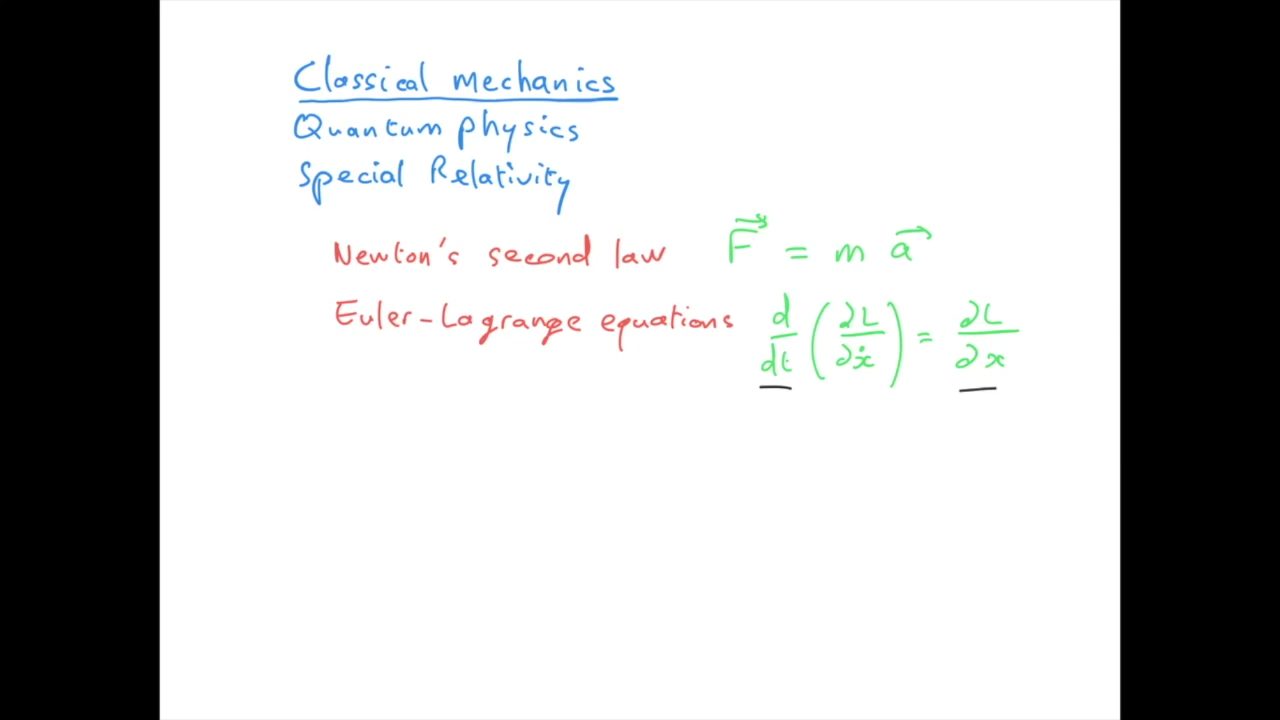 Classical mechanics
Quantum physics
Special Relativity
Newton's second law F⃗ = m a⃗
Euler-Lagrange equations d/dt (∂L/∂ẋ) = ∂L/∂x